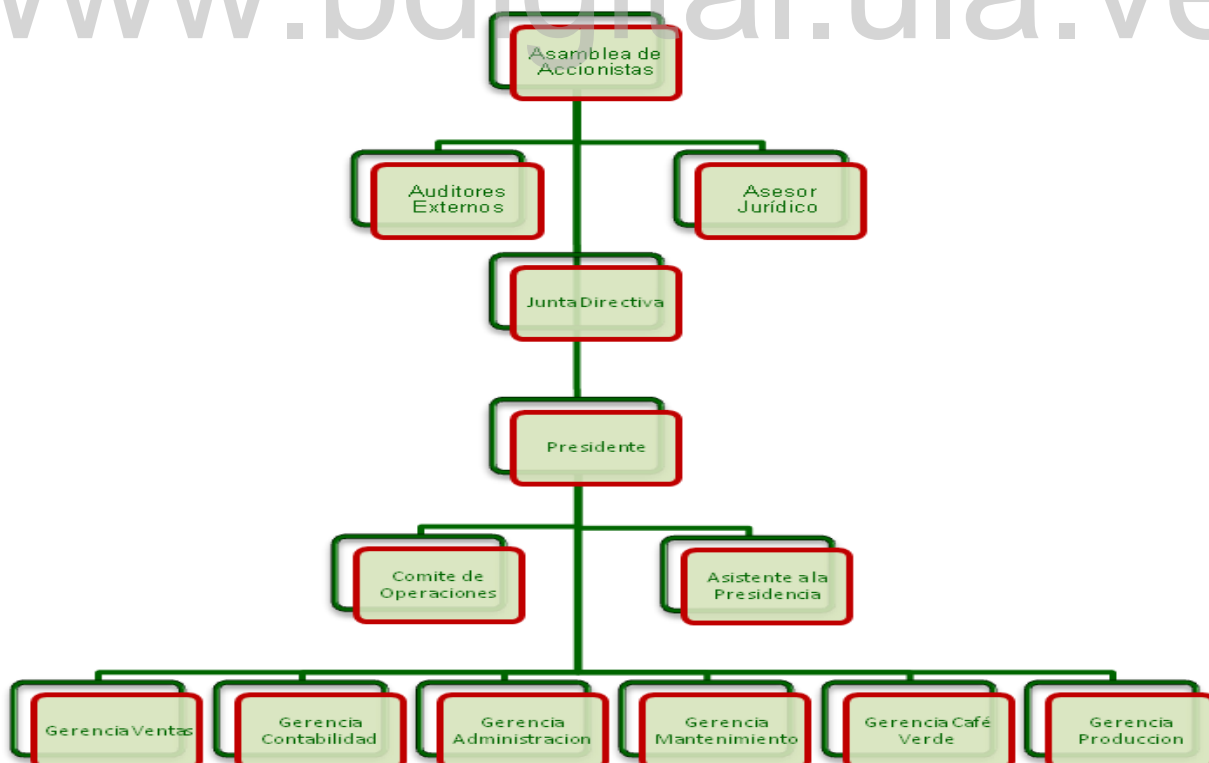 www.bdigital.ula.ve
Asamblea de
Accionistas
Auditores
Externos
Asesor
Jurídico
Junta Directiva
Presidente
Comite de
Operaciones
Asistente a la
Presidencia
Gerencia Ventas
Gerencia
Contabilidad
Gerencia
Administracion
Gerencia
Mantenimiento
Gerencia Café
Verde
Gerencia
Produccion